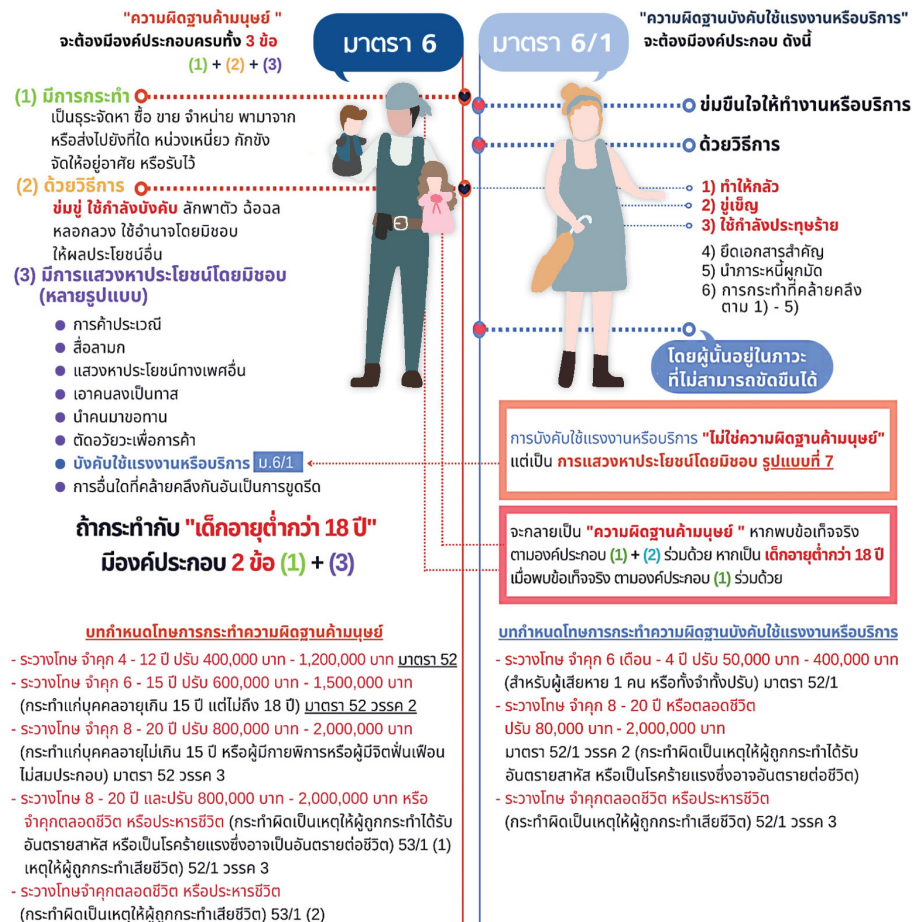 "ความผิดฐานค้ามนุษย์ "
จะต้องมีองค์ประกอบครบทั้ง 3 ข้อ
(1) + (2) + (3)
มาตรา 6
(1) มีการกระทำ
เป็นธุระจัดหา ซื้อ ขาย จำหน่าย พามาจาก
หรือส่งไปยังที่ใด หน่วงเหนี่ยว กักขัง
จัดให้อยู่อาศัย หรือรับไว้
(2) ด้วยวิธีการ
ข่มขู่ ใช้กำลังบังคับ ลักพาตัว ฉ้อฉล
หลอกลวง ใช้อำนาจโดยมิชอบ
ให้ผลประโยชน์อื่น
(3) มีการแสวงหาประโยชน์โดยมิชอบ
(หลายรูปแบบ)
การค้าประเวณี
สื่อลามก
แสวงหาประโยชน์ทางเพศอื่น
เอาคนลงเป็นทาส
นำคนมาขอทาน
ตัดอวัยวะเพื่อการค้า
บังคับใช้แรงงานหรือบริการ ม.6/1
การอื่นใดที่คล้ายคลึงกันอันเป็นการขูดรีด
ถ้ากระทำกับ "เด็กอายุต่ำกว่า 18 ปี"
มีองค์ประกอบ 2 ข้อ (1) + (3)
บทกำหนดโทษการกระทำความผิดฐานค้ามนุษย์
- ระวางโทษ จำคุก 4 - 12 ปี ปรับ 400,000 บาท - 1,200,000 บาท มาตรา 52
- ระวางโทษ จำคุก 6 - 15 ปี ปรับ 600,000 บาท - 1,500,000 บาท
(กระทำแก่บุคคลอายุเกิน 15 ปี แต่ไม่ถึง 18 ปี) มาตรา 52 วรรค 2
- ระวางโทษ จำคุก 8 - 20 ปี ปรับ 800,000 บาท - 2,000,000 บาท
(กระทำแก่บุคคลอายุไม่เกิน 15 ปี หรือผู้มีกายพิการหรือผู้มีจิตฟั่นเฟือน
ไม่สมประกอบ) มาตรา 52 วรรค 3
- ระวางโทษ 8 - 20 ปี และปรับ 800,000 บาท - 2,000,000 บาท หรือ
จำคุกตลอดชีวิต หรือประหารชีวิต (กระทำผิดเป็นเหตุให้ผู้ถูกกระทำได้รับ
อันตรายสาหัส หรือเป็นโรคร้ายแรงซึ่งอาจเป็นอันตรายต่อชีวิต) 53/1 (1)
เหตุให้ผู้ถูกกระทำเสียชีวิต) 52/1 วรรค 3
- ระวางโทษจำคุกตลอดชีวิต หรือประหารชีวิต
(กระทำผิดเป็นเหตุให้ผู้ถูกกระทำเสียชีวิต) 53/1 (2)
มาตรา 6/1
"ความผิดฐานบังคับใช้แรงงานหรือบริการ"
จะต้องมีองค์ประกอบ ดังนี้
ข่มขืนใจให้ทำงานหรือบริการ
ด้วยวิธีการ
1) ทำให้กลัว
2) ขู่เข็ญ
3) ใช้กำลังประทุษร้าย
4) ยึดเอกสารสำคัญ
5) นำภาระหนี้ผูกมัด
6) การกระทำที่คล้ายคลึง
ตาม 1) - 5)
โดยผู้นั้นอยู่ในภาวะ
ที่ไม่สามารถขัดขืนได้
การบังคับใช้แรงงานหรือบริการ "ไม่ใช่ความผิดฐานค้ามนุษย์"
แต่เป็น การแสวงหาประโยชน์โดยมิชอบ รูปแบบที่ 7
จะกลายเป็น "ความผิดฐานค้ามนุษย์ " หากพบข้อเท็จจริง
ตามองค์ประกอบ (1) + (2) ร่วมด้วย หากเป็น เด็กอายุต่ำกว่า 18 ปี
เมื่อพบข้อเท็จจริง ตามองค์ประกอบ (1) ร่วมด้วย
บทกำหนดโทษการกระทำความผิดฐานบังคับใช้แรงงานหรือบริการ
- ระวางโทษ จำคุก 6 เดือน - 4 ปี ปรับ 50,000 บาท - 400,000 บาท
(สำหรับผู้เสียหาย 1 คน หรือทั้งจำทั้งปรับ) มาตรา 52/1
- ระวางโทษ จำคุก 8 - 20 ปี หรือตลอดชีวิต
ปรับ 80,000 บาท - 2,000,000 บาท
มาตรา 52/1 วรรค 2 (กระทำผิดเป็นเหตุให้ผู้ถูกกระทำได้รับ
อันตรายสาหัส หรือเป็นโรคร้ายแรงซึ่งอาจอันตรายต่อชีวิต)
- ระวางโทษ จำคุกตลอดชีวิต หรือประหารชีวิต
(กระทำผิดเป็นเหตุให้ผู้ถูกกระทำเสียชีวิต) 52/1 วรรค 3